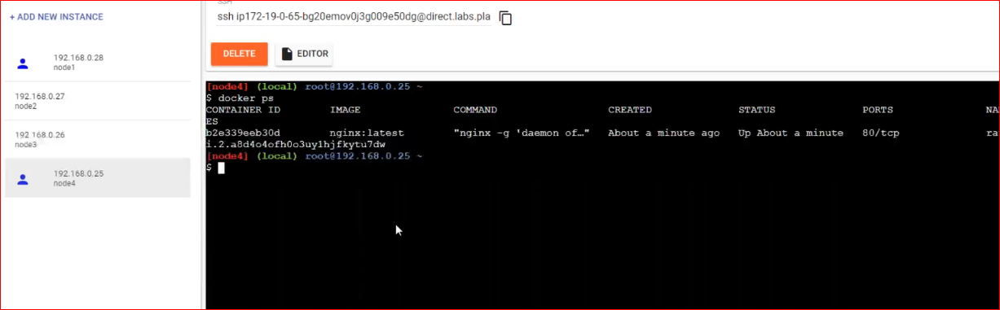 + ADD NEW INSTANCE
192.168.0.28
node1
192.168.0.27
node2
192.168.0.26
node3
192.168.0.25
node4
SSH
ssh ip172-19-0-65-bg20emov0j3g009e50dg@direct.labs.pla
DELETE
EDITOR
[node4] (local) root@192.168.0.25 ~
$ docker ps
CONTAINER ID IMAGE COMMAND CREATED STATUS PORTS NA
ES
b2e339eeb30d nginx:latest "nginx -g 'daemon of…" About a minute ago Up About a minute 80/tcp ra
i.2.a8d4o4ofh0o3uy1hjfkytu7dw
[node4] (local) root@192.168.0.25 ~
$